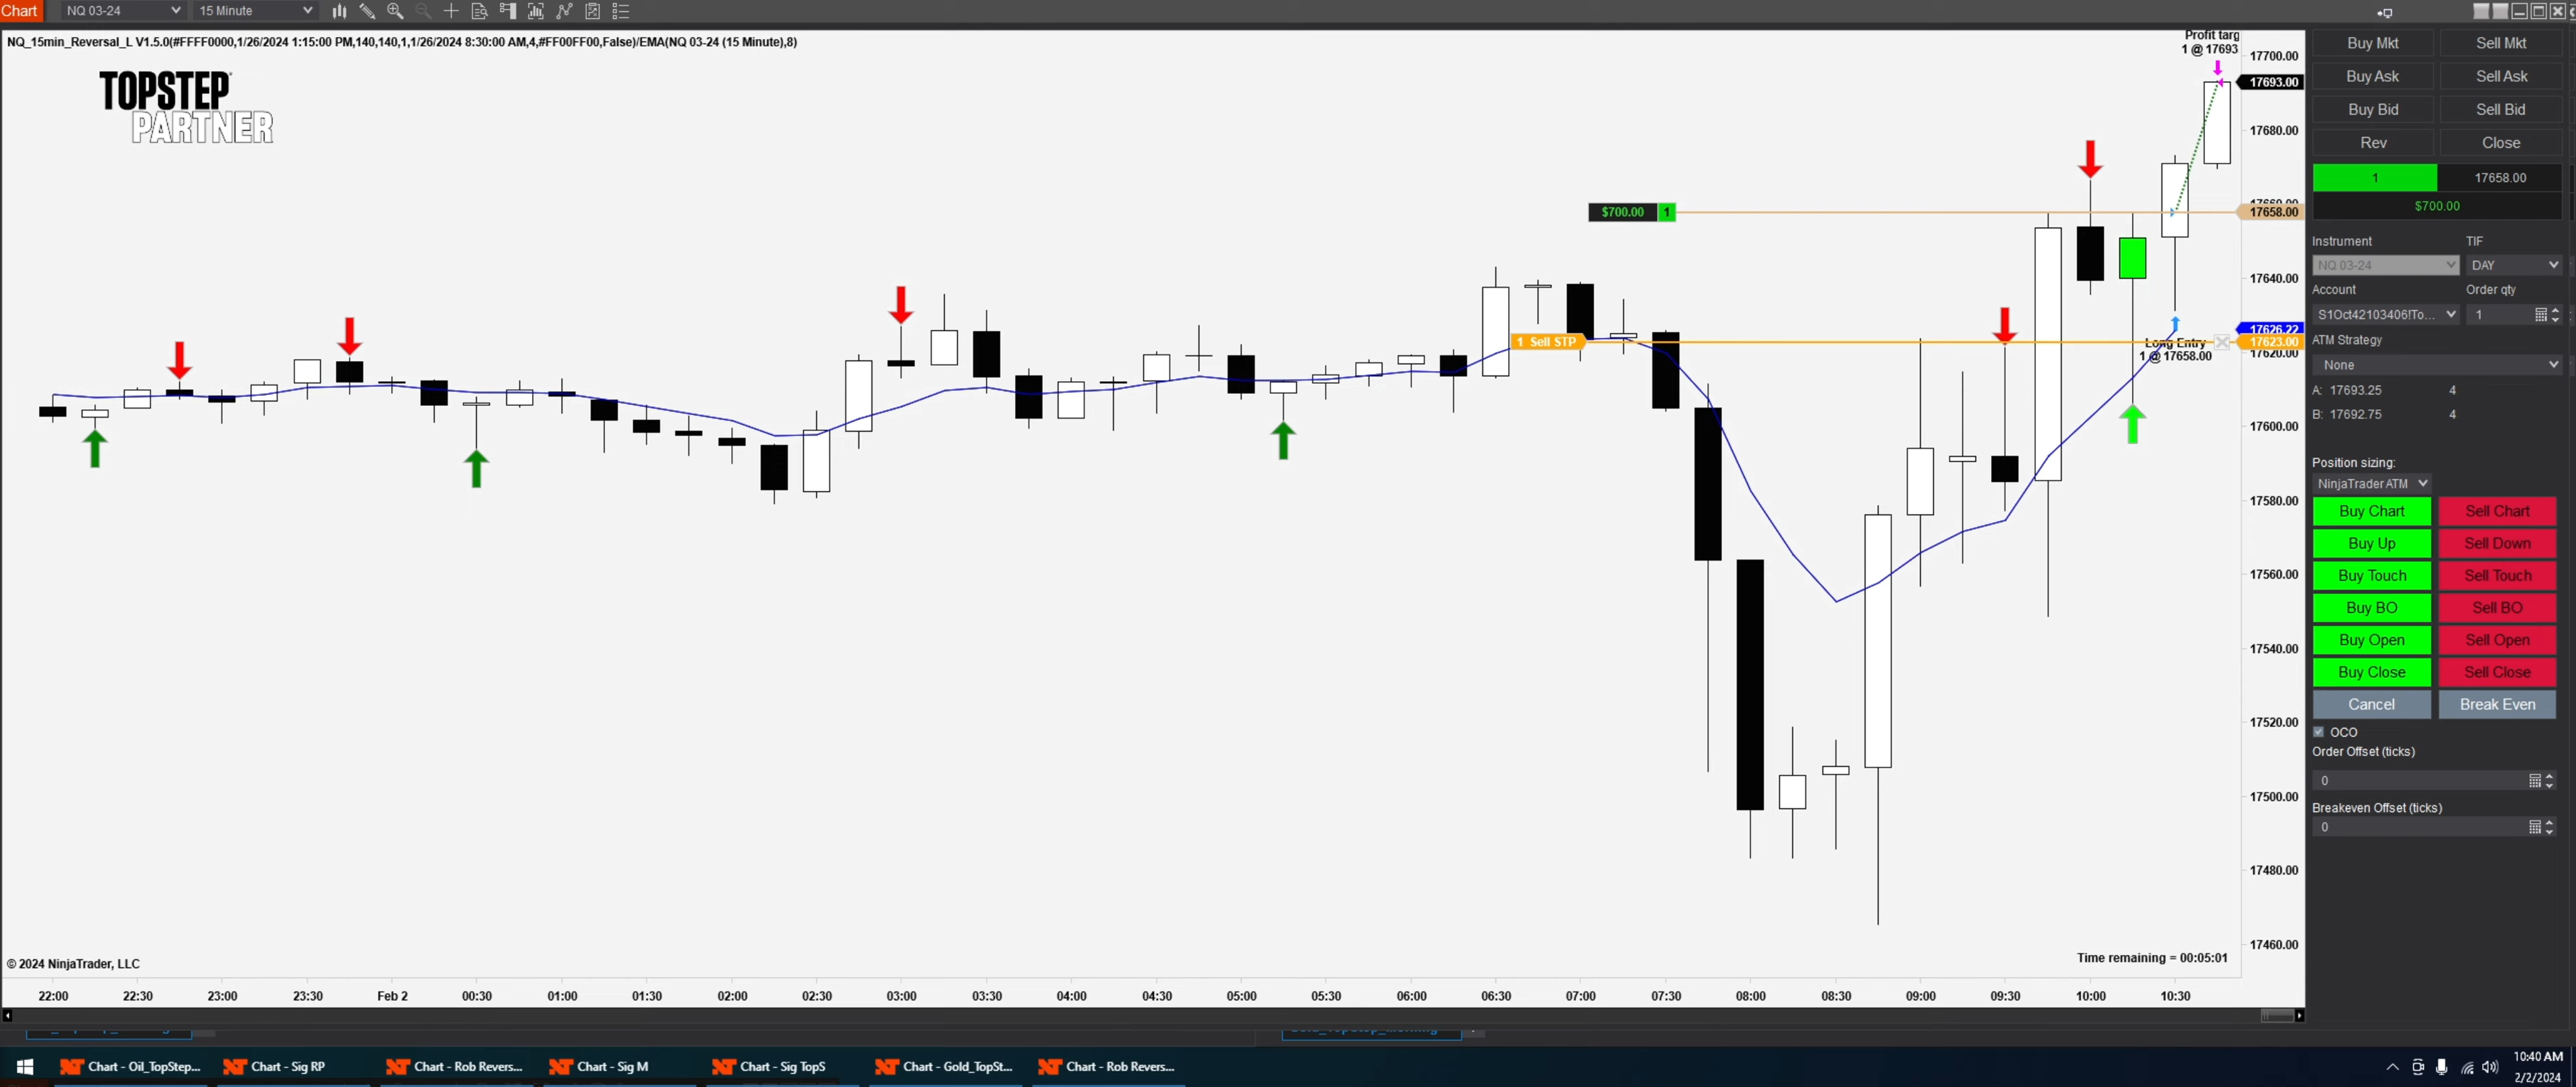 Chart NQ 03-24 15 Minute
NQ_15min_Reversal_L V1.5.0(#FFFF0000,1/26/2024 1:15:00 PM,140,140,1,1/26/2024 8:30:00 AM,4,#FF00FF00,False)/EMA(NQ 03-24 (15 Minute),8)
TOPSTEP
PARTNER
Profit targ
1 @ 17693
$700.00 1
1 Sell STP
Long Entry
1 @ 17658.00
17700.00
17693.00
17680.00
17660.00
17658.00
17640.00
17626.22
17623.00
17620.00
17600.00
17580.00
17560.00
17540.00
17520.00
17500.00
17480.00
17460.00
© 2024 NinjaTrader, LLC
Time remaining = 00:05:01
22:00 22:30 23:00 23:30 Feb 2 00:30 01:00 01:30 02:00 02:30 03:00 03:30 04:00 04:30 05:00 05:30 06:00 06:30 07:00 07:30 08:00 08:30 09:00 09:30 10:00 10:30
Buy Mkt Sell Mkt
Buy Ask Sell Ask
Buy Bid Sell Bid
Rev Close
1 17658.00
$700.00
Instrument TIF
NQ 03-24 DAY
Account Order qty
S1Oct42103406!To... 1
ATM Strategy
None
A: 17693.25 4
B: 17692.75 4
Position sizing:
NinjaTrader ATM
Buy Chart Sell Chart
Buy Up Sell Down
Buy Touch Sell Touch
Buy BO Sell BO
Buy Open Sell Open
Buy Close Sell Close
Cancel Break Even
OCO
Order Offset (ticks)
0
Breakeven Offset (ticks)
0
Chart - Oil_TopStep... Chart - Sig RP Chart - Rob Revers... Chart - Sig M Chart - Sig TopS Chart - Gold_TopSt... Chart - Rob Revers...
10:40 AM
2/2/2024